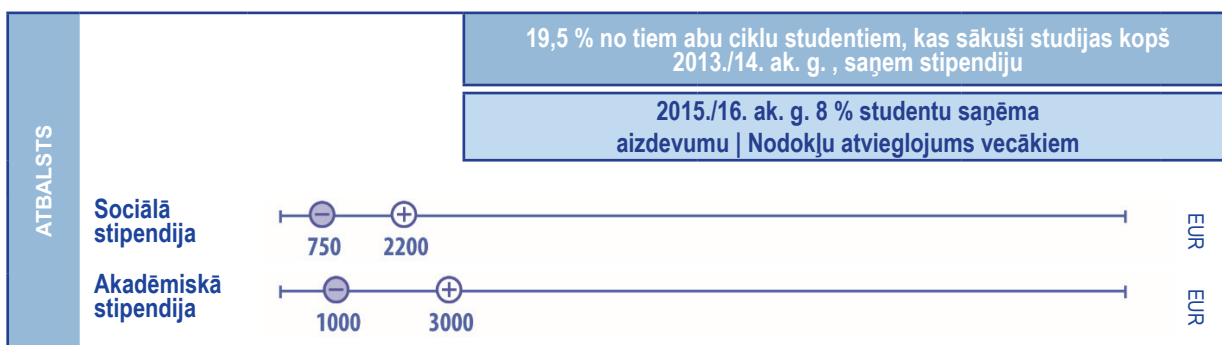 19,5 % no tiem abu ciklu studentiem, kas sākuši studijas kopš
2013./14. ak. g. , saņem stipendiju
2015./16. ak. g. 8 % studentu saņēma
aizdevumu | Nodokļu atvieglojums vecākiem
ATBALSTS
Sociālā
stipendija
750 2200
EUR
Akadēmiskā
stipendija
1000 3000
EUR